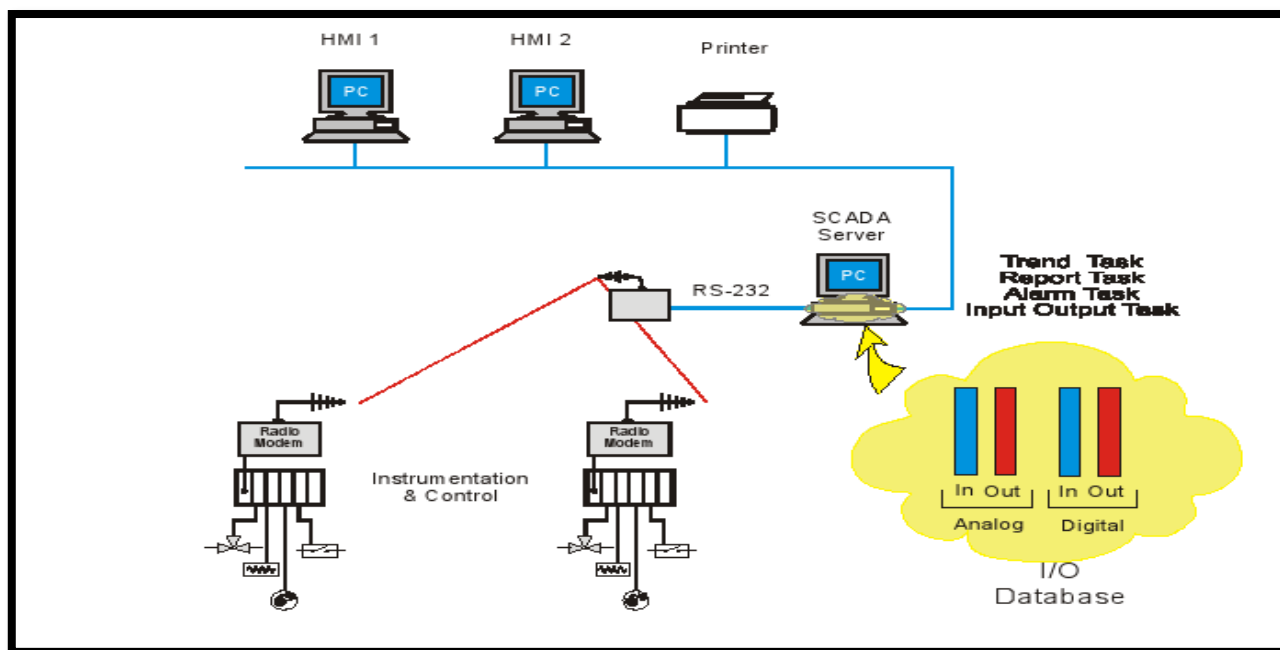 HMI 1
HMI 2
Printer
PC
PC
SCADA
Server
PC
RS-232
Trend Task
Report Task
Alarm Task
Input Output Task
Radio
Modem
Radio
Modem
Instrumentation
& Control
In Out
In Out
Analog
Digital
I/O
Database